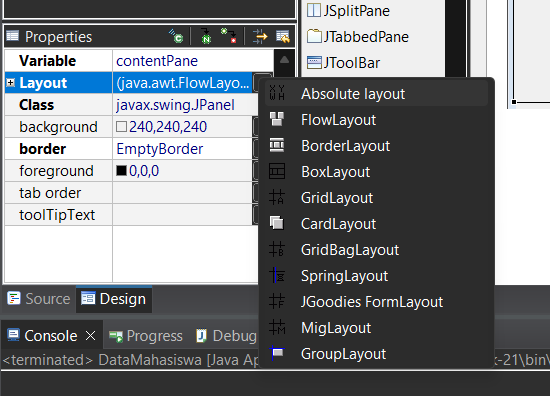 JSplitPane
JTabbedPane
JToolBar
Properties
Variable contentPane
Layout (java.awt.FlowLayo...
Class javax.swing.JPanel
background 240,240,240
border EmptyBorder
foreground 0,0,0
tab order
toolTipText
Absolute layout
FlowLayout
BorderLayout
BoxLayout
GridLayout
CardLayout
GridBagLayout
SpringLayout
JGoodies FormLayout
MigLayout
GroupLayout
Source Design
Console Progress Debug
<terminated> DataMahasiswa [Java Ap k-21\bin\